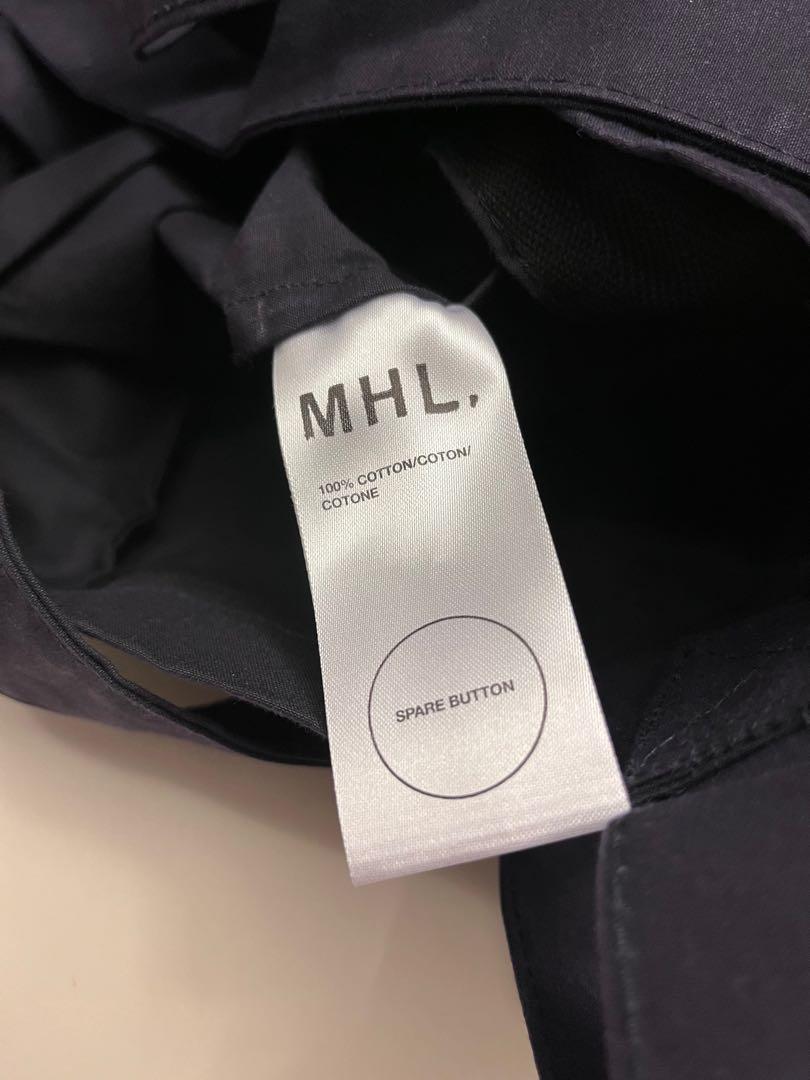 MHL.
100% COTTON/COTON/
COTONE
SPARE BUTTON